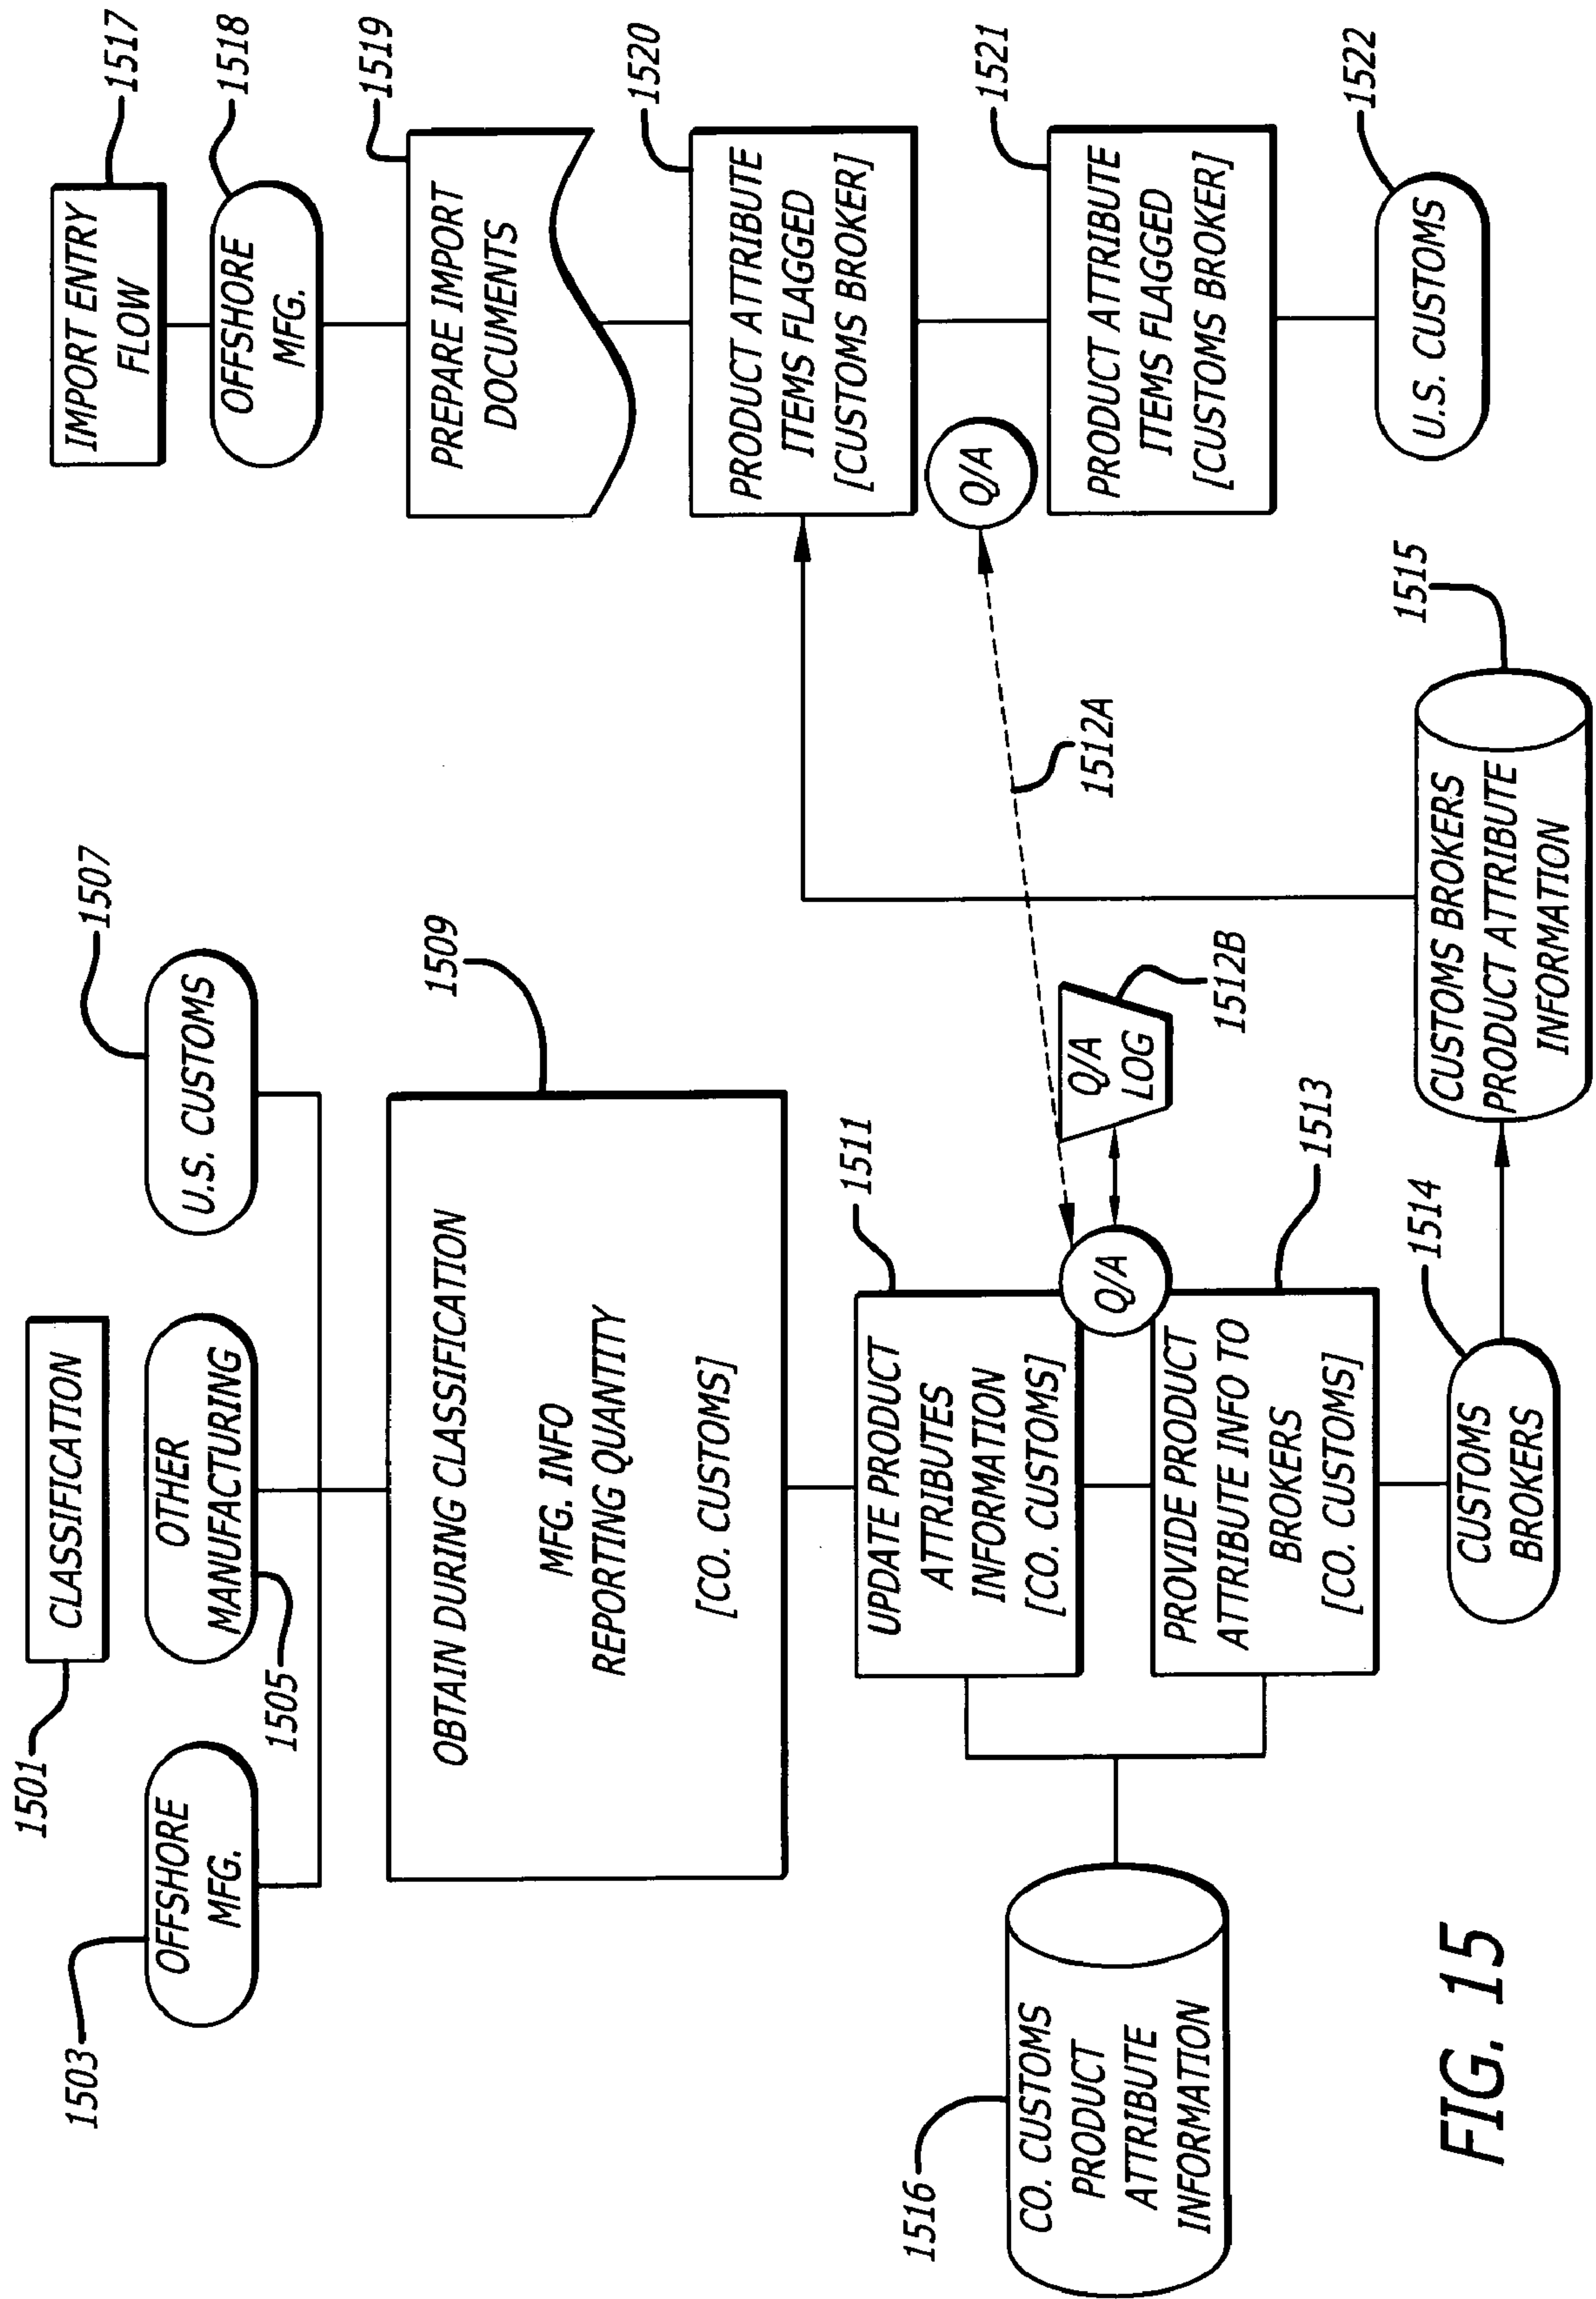 1501
CLASSIFICATION
1503
OFFSHORE
MFG.
OTHER
MANUFACTURING
1505
U.S. CUSTOMS
1507
1509
OBTAIN DURING CLASSIFICATION
MFG. INFO
REPORTING QUANTITY
[CO. CUSTOMS]
1511
UPDATE PRODUCT
ATTRIBUTES
INFORMATION
[CO. CUSTOMS]
Q/A
Q/A
LOG
1512B
1512A
1513
PROVIDE PRODUCT
ATTRIBUTE INFO TO
BROKERS
[CO. CUSTOMS]
1514
CUSTOMS
BROKERS
1515
CUSTOMS BROKERS
PRODUCT ATTRIBUTE
INFORMATION
1516
CO. CUSTOMS
PRODUCT
ATTRIBUTE
INFORMATION
1517
IMPORT ENTRY
FLOW
1518
OFFSHORE
MFG.
1519
PREPARE IMPORT
DOCUMENTS
1520
PRODUCT ATTRIBUTE
ITEMS FLAGGED
[CUSTOMS BROKER]
Q/A
1521
PRODUCT ATTRIBUTE
ITEMS FLAGGED
[CUSTOMS BROKER]
1522
U.S. CUSTOMS
FIG. 15